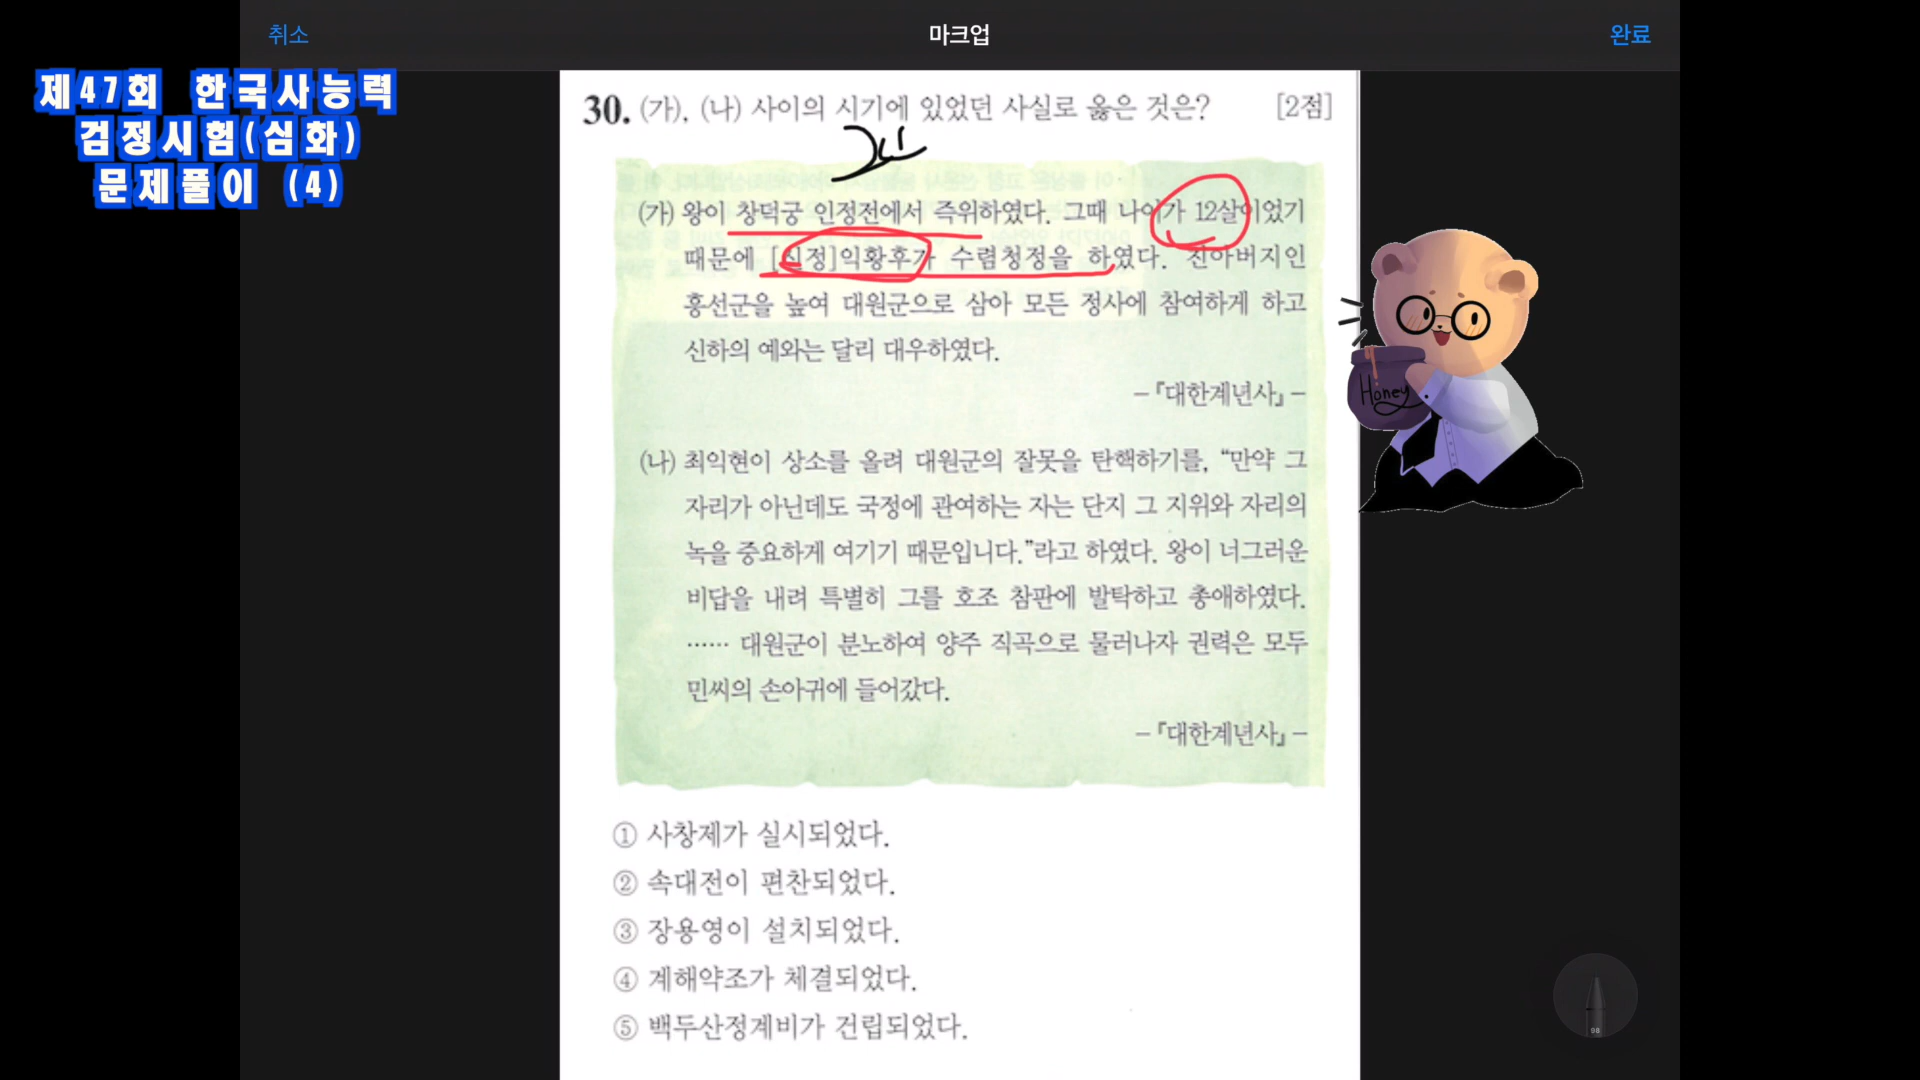 취소
마크업
완료
제47회 한국사능력
검정시험(심화)
문제풀이 (4)
30. (가), (나) 사이의 시기에 있었던 사실로 옳은 것은? [2점]
(가) 왕이 창덕궁 인정전에서 즉위하였다. 그때 나이가 12살이었기
때문에 [신정]익황후가 수렴청정을 하였다. 친아버지인
흥선군을 높여 대원군으로 삼아 모든 정사에 참여하게 하고
신하의 예와는 달리 대우하였다.
-『대한계년사』-
(나) 최익현이 상소를 올려 대원군의 잘못을 탄핵하기를, “만약 그
자리가 아닌데도 국정에 관여하는 자는 단지 그 지위와 자리의
녹을 중요하게 여기기 때문입니다.”라고 하였다. 왕이 너그러운
비답을 내려 특별히 그를 호조 참판에 발탁하고 총애하였다.
…… 대원군이 분노하여 양주 직곡으로 물러나자 권력은 모두
민씨의 손아귀에 들어갔다.
-『대한계년사』-
① 사창제가 실시되었다.
② 속대전이 편찬되었다.
③ 장용영이 설치되었다.
④ 계해약조가 체결되었다.
⑤ 백두산정계비가 건립되었다.
Honey
98